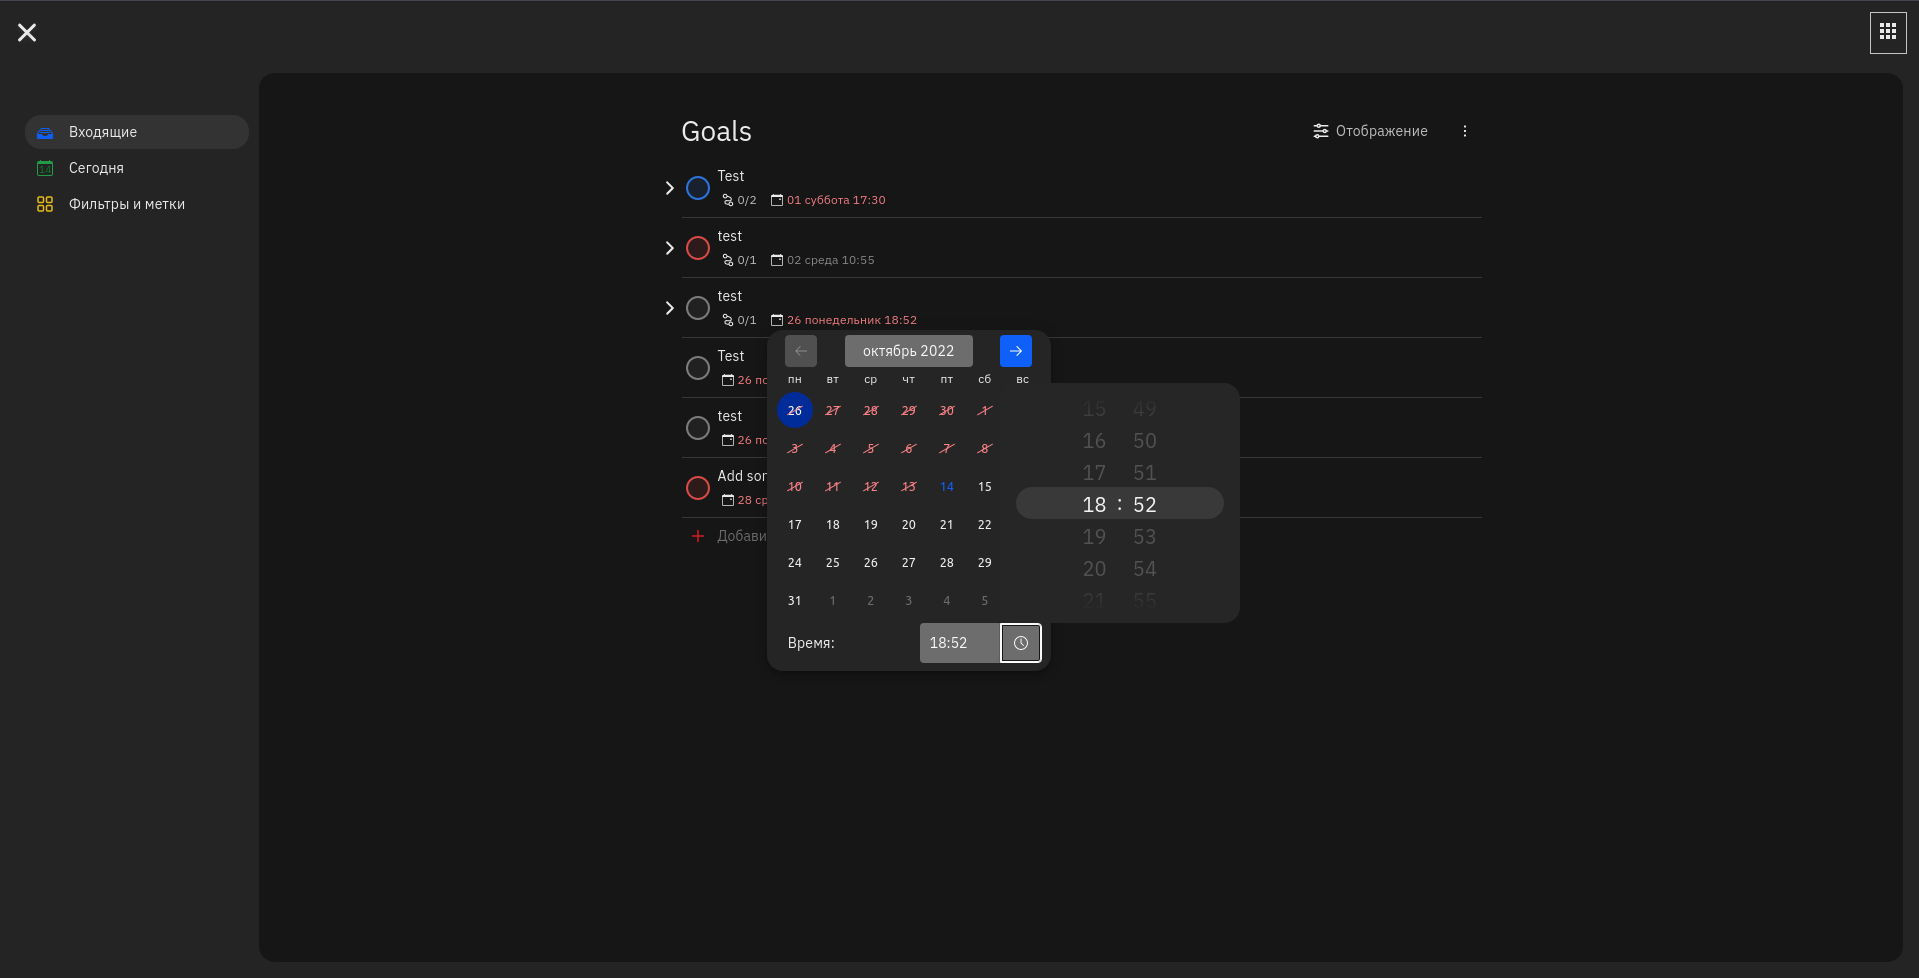 Входящие
Сегодня
Фильтры и метки
Goals
Отображение
Test
0/2 01 суббота 17:30
test
0/1 02 среда 10:55
test
0/1 26 понедельник 18:52
Test
26 по
test
26 по
Add sor
28 ср
Добави
октябрь 2022
пн вт ср чт пт сб вс
26 27 28 29 30 1
3 4 5 6 7 8
10 11 12 13 14 15
17 18 19 20 21 22
24 25 26 27 28 29
31 1 2 3 4 5
Время: 18:52
15 49
16 50
17 51
18 : 52
19 53
20 54
21 55